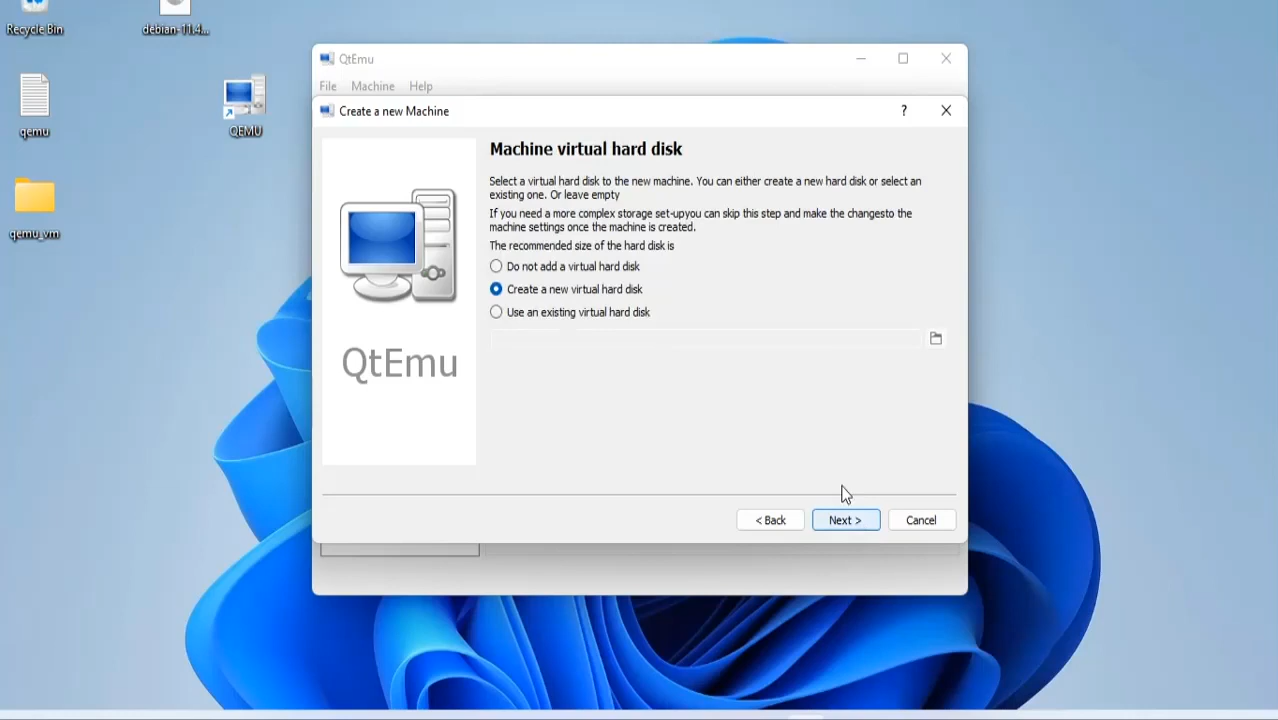 Recycle Bin
debian-11.4...
qemu
QEMU
qemu_vm
QtEmu
File Machine Help
Create a new Machine
?
Machine virtual hard disk
Select a virtual hard disk to the new machine. You can either create a new hard disk or select an
existing one. Or leave empty
If you need a more complex storage set-upyou can skip this step and make the changesto the
machine settings once the machine is created.
The recommended size of the hard disk is
Do not add a virtual hard disk
Create a new virtual hard disk
Use an existing virtual hard disk
QtEmu
< Back
Next >
Cancel